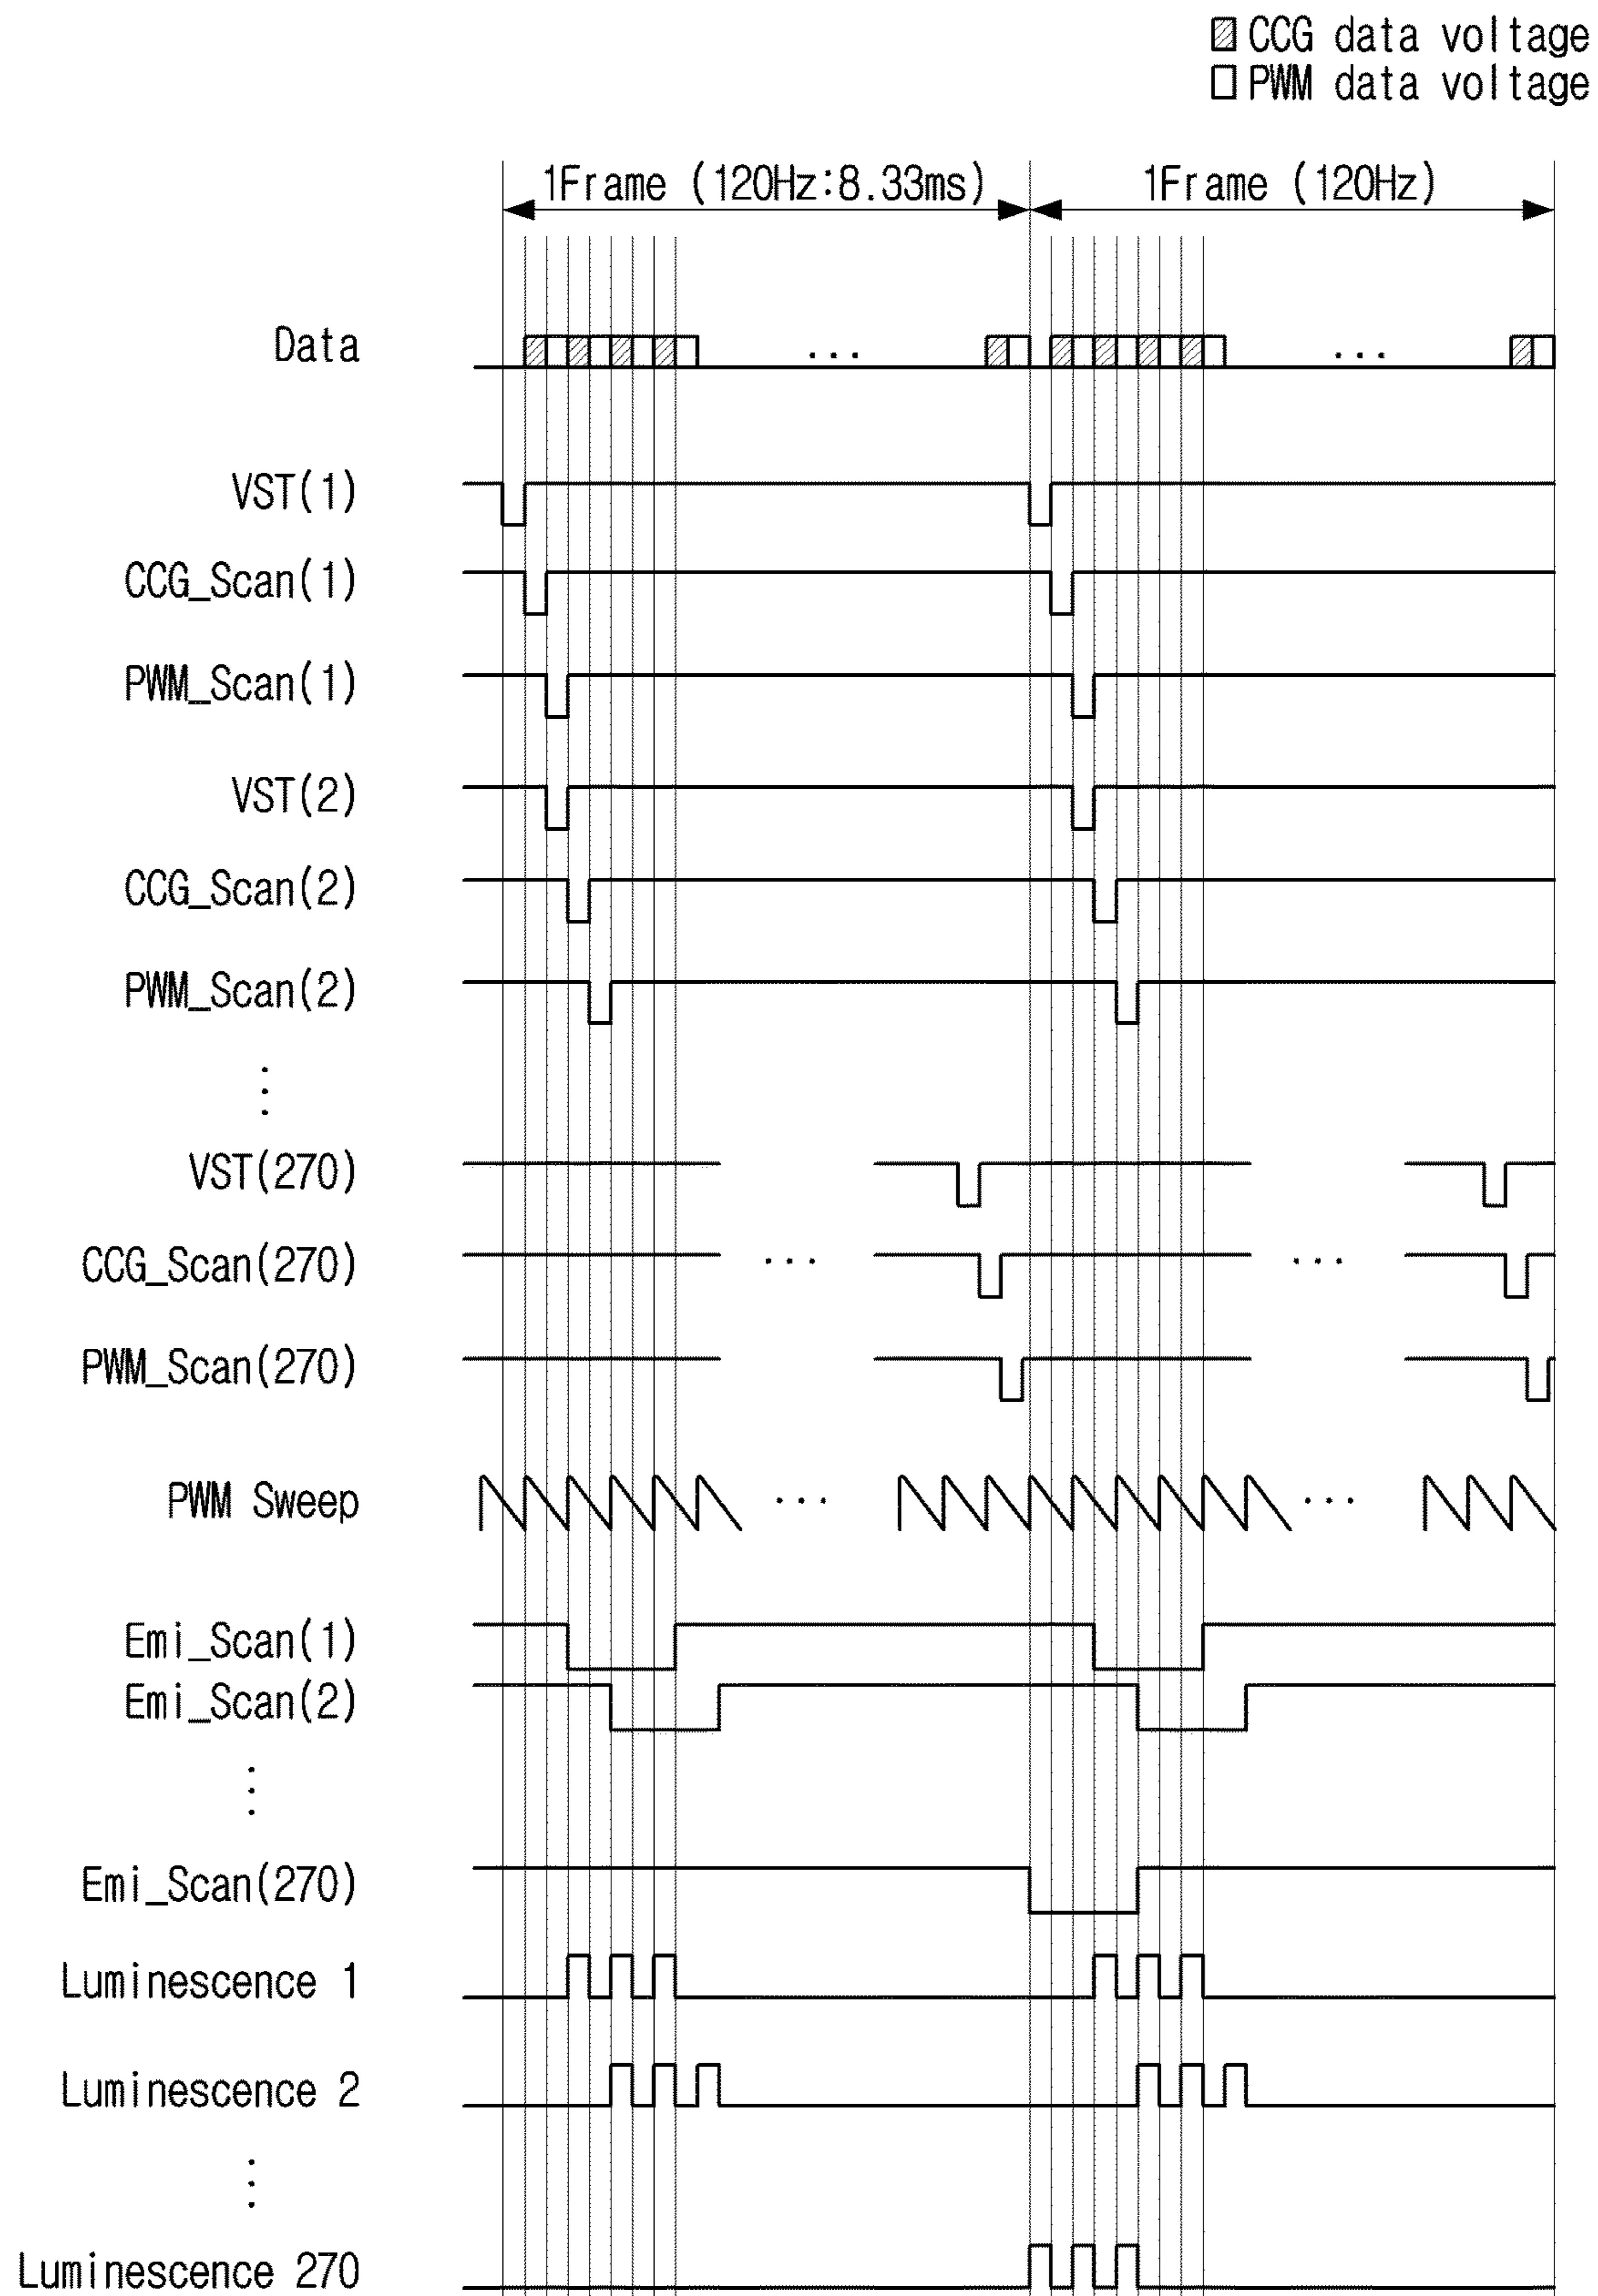 CCG data voltage
PWM data voltage
1Frame (120Hz:8.33ms)
1Frame (120Hz)
Data
...
...
VST(1)
CCG_Scan(1)
PWM_Scan(1)
VST(2)
CCG_Scan(2)
PWM_Scan(2)
⋮
VST(270)
CCG_Scan(270)
...
...
PWM_Scan(270)
PWM Sweep
...
...
Emi_Scan(1)
Emi_Scan(2)
⋮
Emi_Scan(270)
Luminescence 1
Luminescence 2
⋮
Luminescence 270